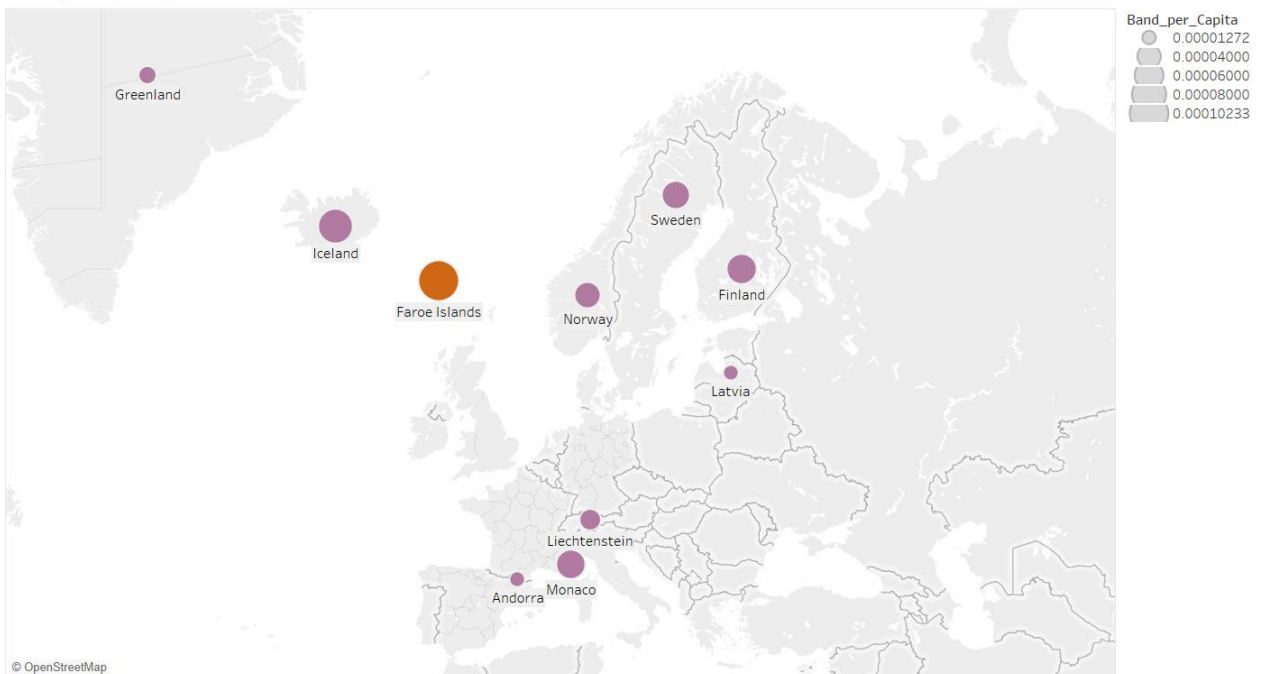 Band_per_Capita
0.00001272
0.00004000
0.00006000
0.00008000
0.00010233
Greenland
Iceland
Sweden
Faroe Islands
Finland
Norway
Latvia
Liechtenstein
Andorra
Monaco
© OpenStreetMap